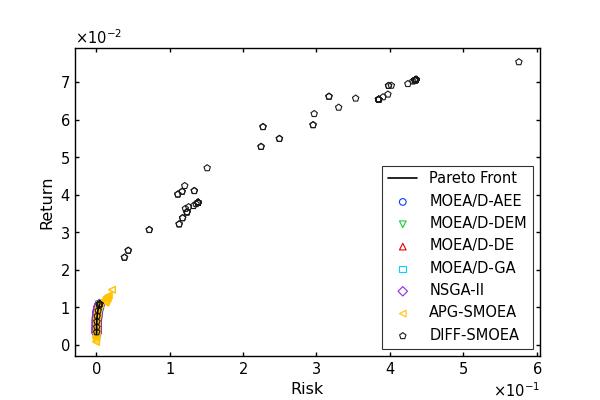 ×10⁻²
7
6
5
4
3
2
1
0
Return
0 1 2 3 4 5 6
Risk
×10⁻¹
Pareto Front
MOEA/D-AEE
MOEA/D-DEM
MOEA/D-DE
MOEA/D-GA
NSGA-II
APG-SMOEA
DIFF-SMOEA